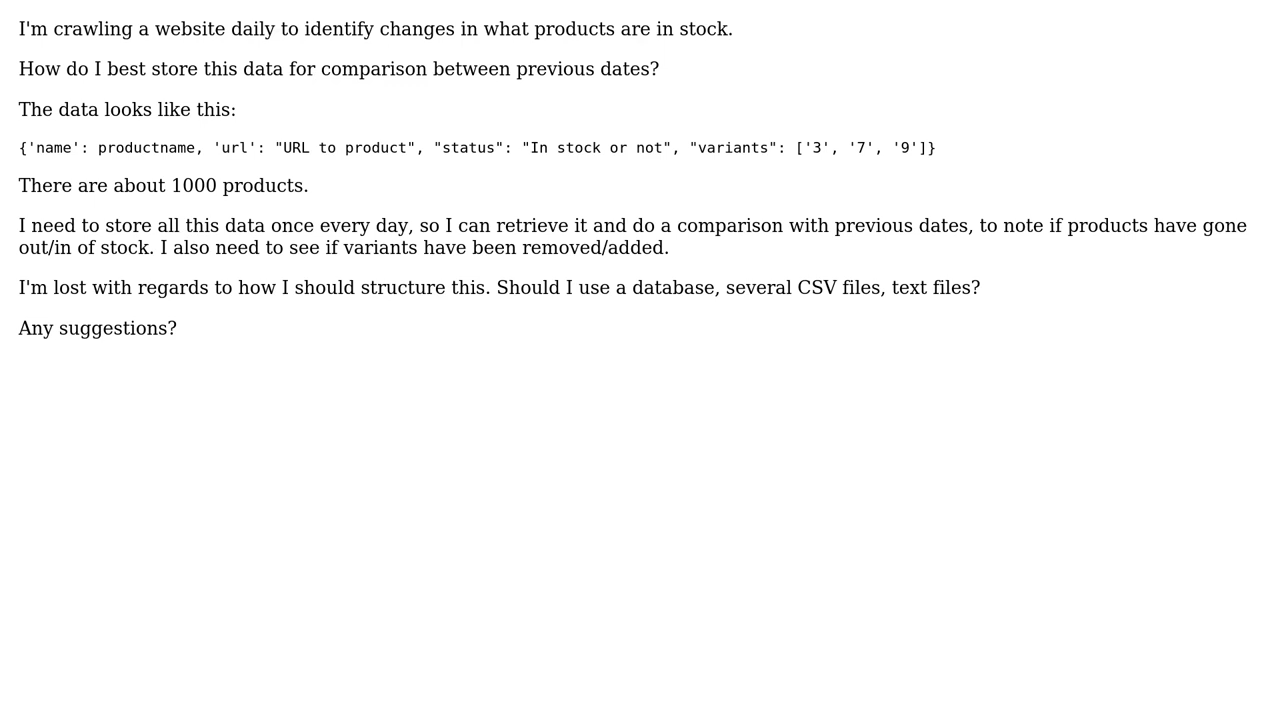 I'm crawling a website daily to identify changes in what products are in stock.
How do I best store this data for comparison between previous dates?
The data looks like this:
{'name': productname, 'url': "URL to product", "status": "In stock or not", "variants": ['3', '7', '9']}
There are about 1000 products.
I need to store all this data once every day, so I can retrieve it and do a comparison with previous dates, to note if products have gone
out/in of stock. I also need to see if variants have been removed/added.
I'm lost with regards to how I should structure this. Should I use a database, several CSV files, text files?
Any suggestions?